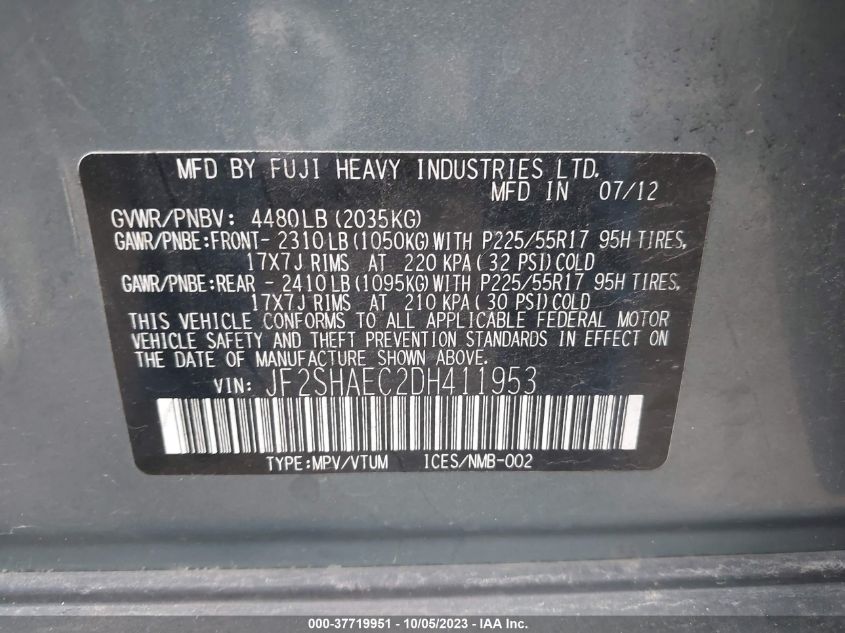 MFD BY FUJI HEAVY INDUSTRIES LTD.
MFD IN 07/12
GVWR/PNBV: 4480LB (2035KG)
GAWR/PNBE:FRONT- 2310LB (1050KG) WITH P225/55R17 95H TIRES,
17X7J RIMS AT 220 KPA ( 32 PSI) COLD
GAWR/PNBE:REAR - 2410LB (1095KG) WITH P225/55R17 95H TIRES,
17X7J RIMS AT 210 KPA ( 30 PSI) COLD
THIS VEHICLE CONFORMS TO ALL APPLICABLE FEDERAL MOTOR
VEHICLE SAFETY AND THEFT PREVENTION STANDARDS IN EFFECT ON
THE DATE OF MANUFACTURE SHOWN ABOVE.
VIN: JF2SHAEC2DH411953
TYPE:MPV/VTUM ICES/NMB-002
000-37719951 - 10/05/2023 - IAA Inc.